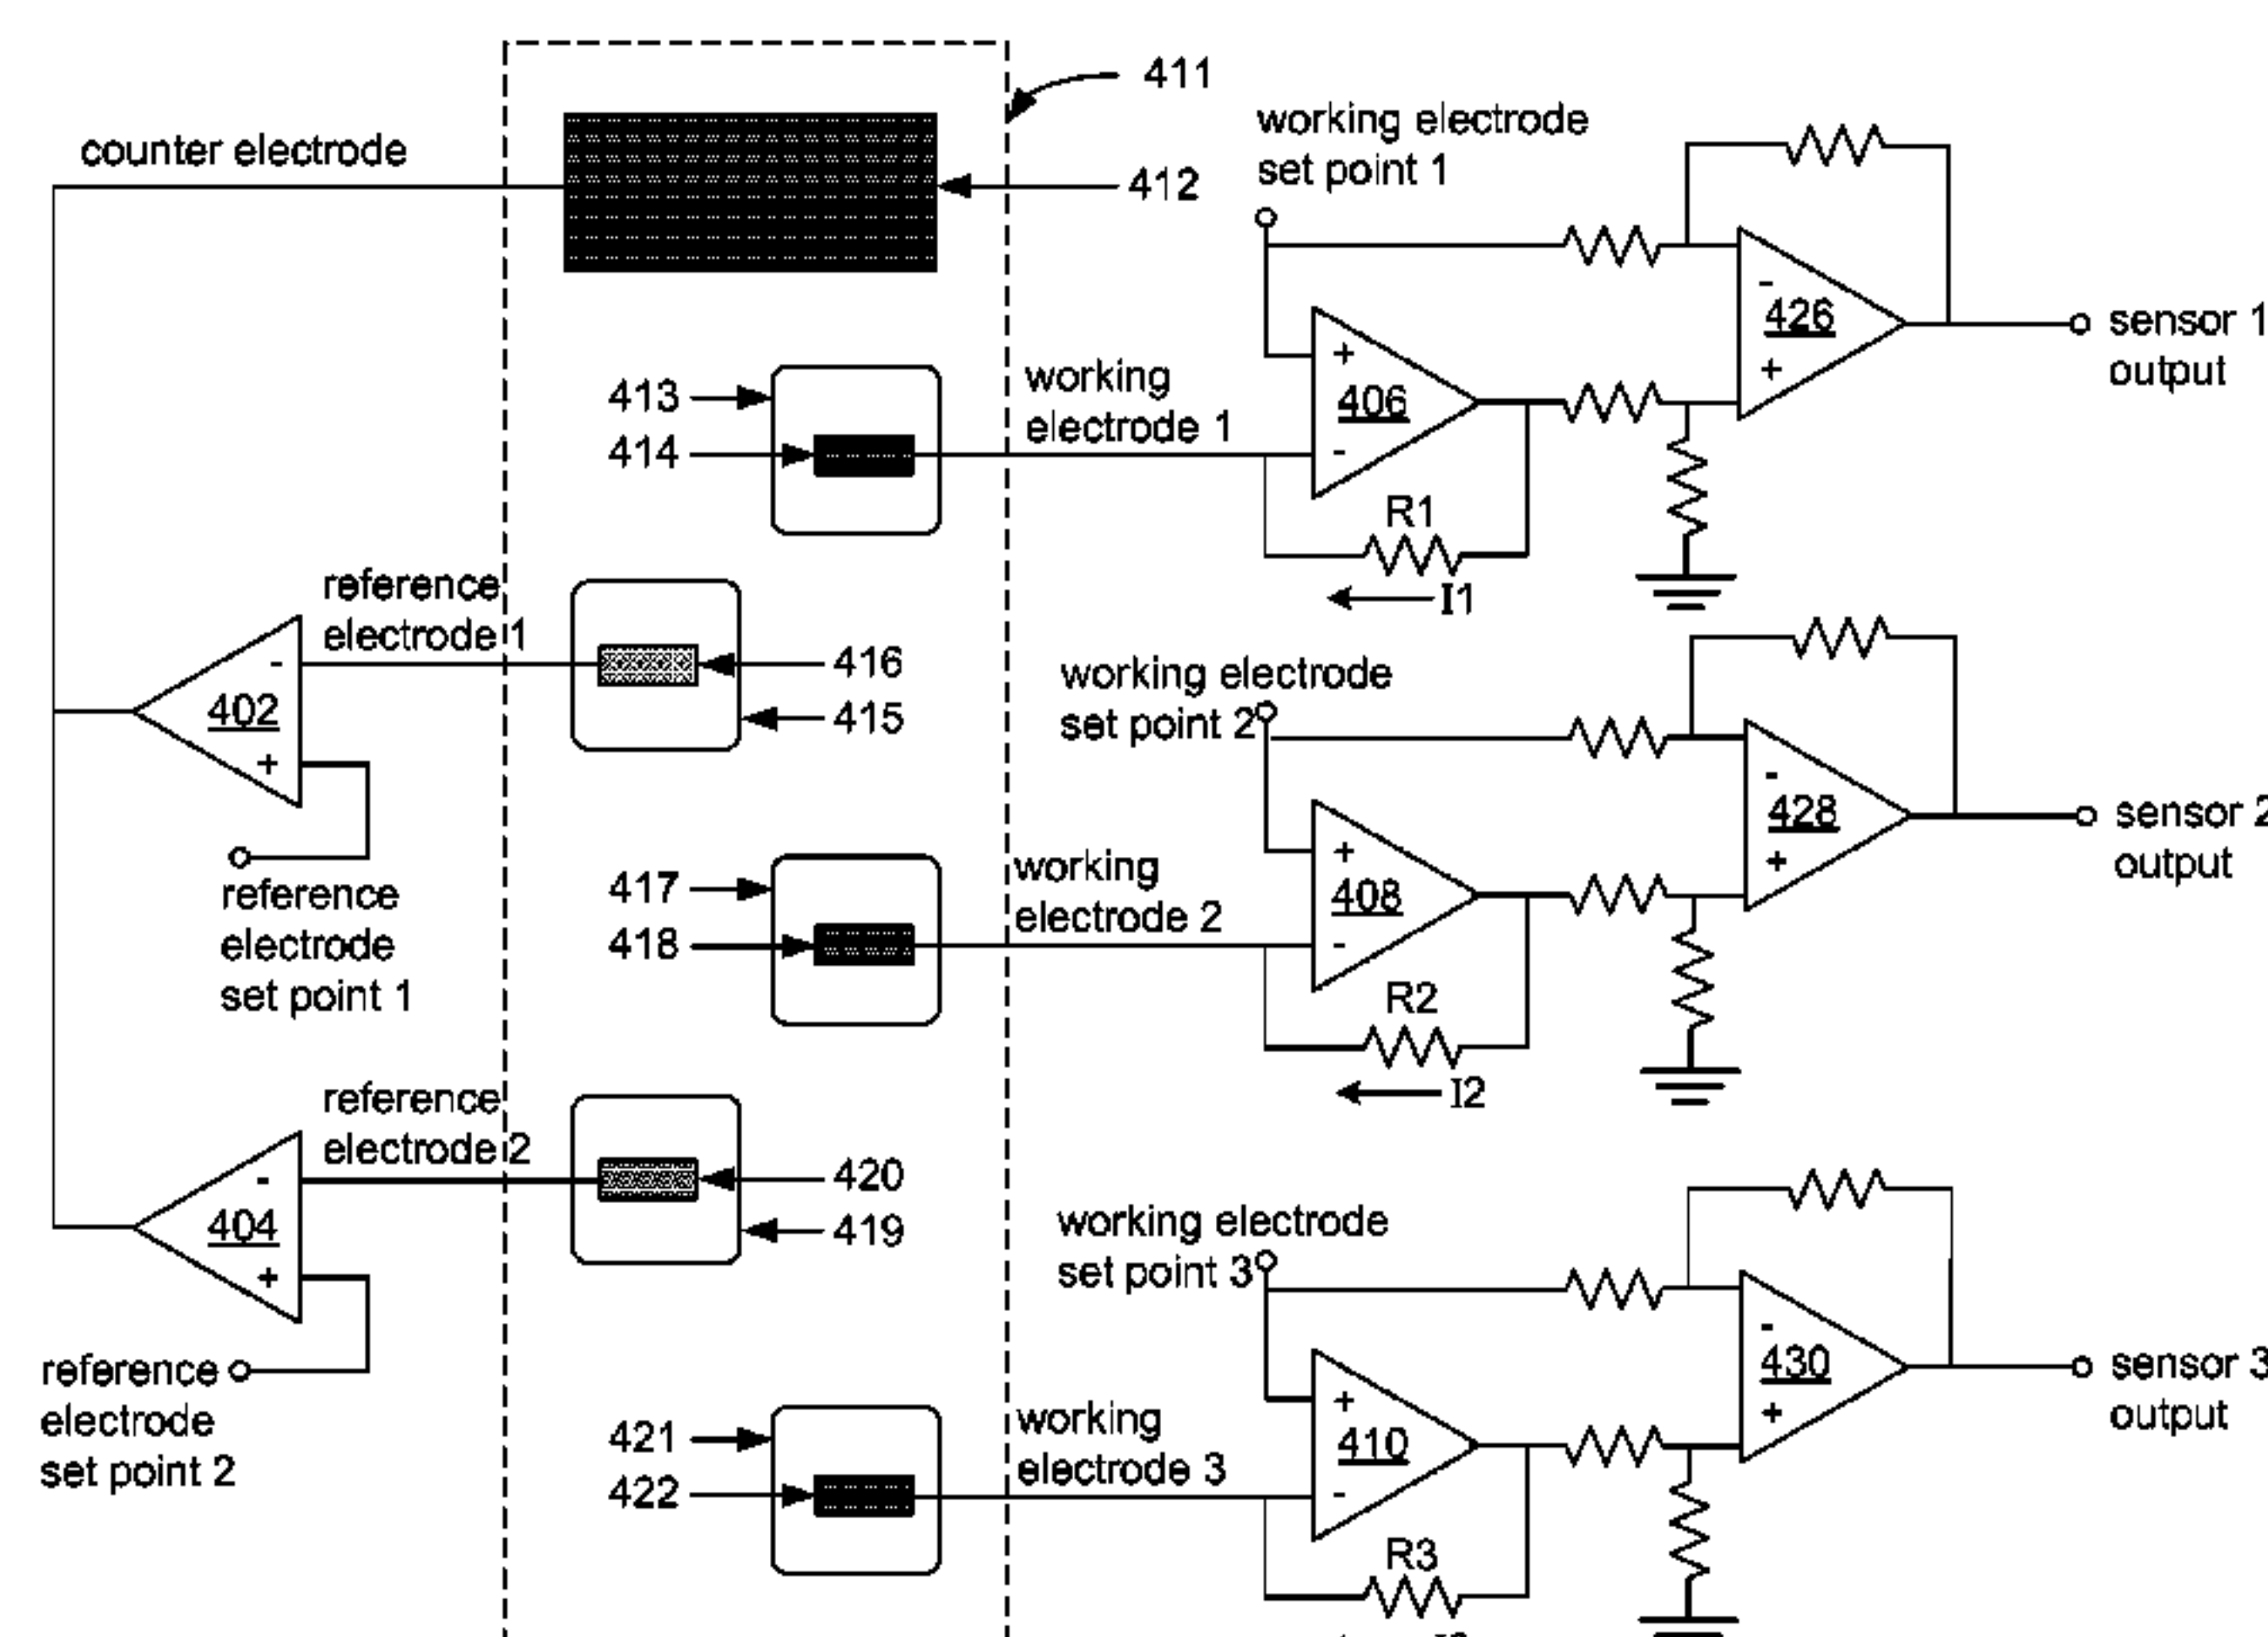 411
counter electrode
412
working electrode
set point 1
-
426
+
sensor 1
output
413
414
working
electrode 1
+
406
-
R1
I1
reference
electrode 1
-
402
+
416
415
reference
electrode
set point 1
working electrode
set point 2
-
428
+
sensor 2
output
417
418
working
electrode 2
+
408
-
R2
I2
reference
electrode 2
-
404
+
420
419
reference
electrode
set point 2
working electrode
set point 3
-
430
+
sensor 3
output
421
422
working
electrode 3
+
410
-
R3